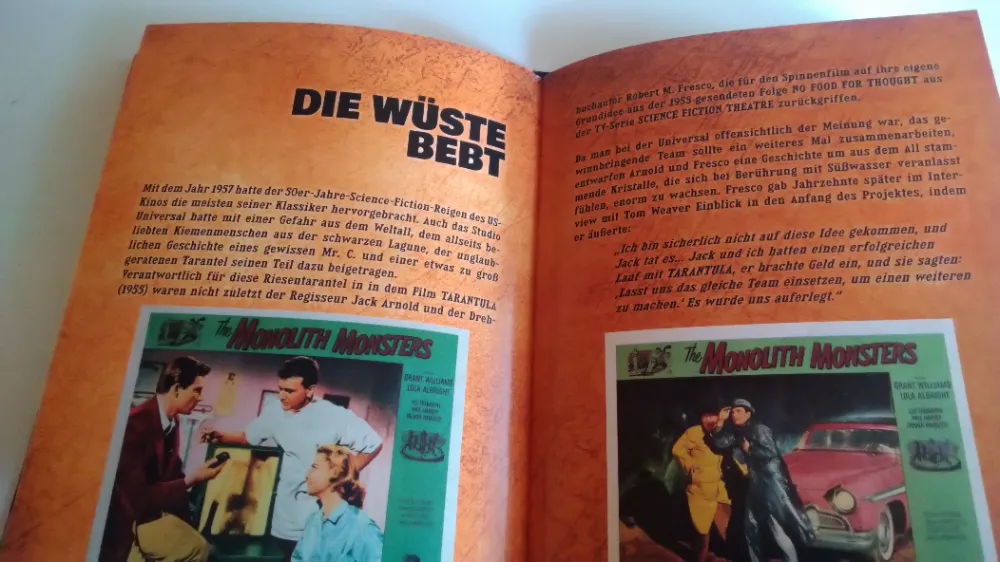 DIE WÜSTE
BEBT
Mit dem Jahr 1957 hatte der 50er-Jahre-Science-Fiction-Reigen des US-
Kinos die meisten seiner Klassiker hervorgebracht. Auch das Studio
Universal hatte mit einer Gefahr aus dem Weltall, dem allseits be-
liebten Kiemenmenschen aus der schwarzen Lagune, der unglaub-
lichen Geschichte eines gewissen Mr. C. und einer etwas zu groß
geratenen Tarantel seinen Teil dazu beigetragen.
Verantwortlich für diese Riesentarantel in in dem Film TARANTULA
(1955) waren nicht zuletzt der Regisseur Jack Arnold und der Dreh-
The MONOLITH MONSTERS
GRANT WILLIAMS
LOLA ALBRIGHT
buchautor Robert M. Fresco, die für den Spinnenfilm auf ihre eigene
Grundidee aus der 1955 gesendeten Folge NO FOOD FOR THOUGHT aus
der TV-Serie SCIENCE FICTION THEATRE zurückgriffen.
Da man bei der Universal offensichtlich der Meinung war, das ge-
winnbringende Team sollte ein weiteres Mal zusammenarbeiten,
entwarfen Arnold und Fresco eine Geschichte um aus dem All stam-
mende Kristalle, die sich bei Berührung mit Süßwasser veranlasst
fühlen, enorm zu wachsen. Fresco gab Jahrzehnte später im Inter-
view mit Tom Weaver Einblick in den Anfang des Projektes, indem
er äußerte:
„Ich bin sicherlich nicht auf diese Idee gekommen, und
Jack tat es... Jack und ich hatten einen erfolgreichen
Lauf mit TARANTULA, er brachte Geld ein, und sie sagten:
‚Lasst uns das gleiche Team einsetzen, um einen weiteren
zu machen.‘ Es wurde uns auferlegt.“
The MONOLITH MONSTERS
GRANT WILLIAMS
LOLA ALBRIGHT